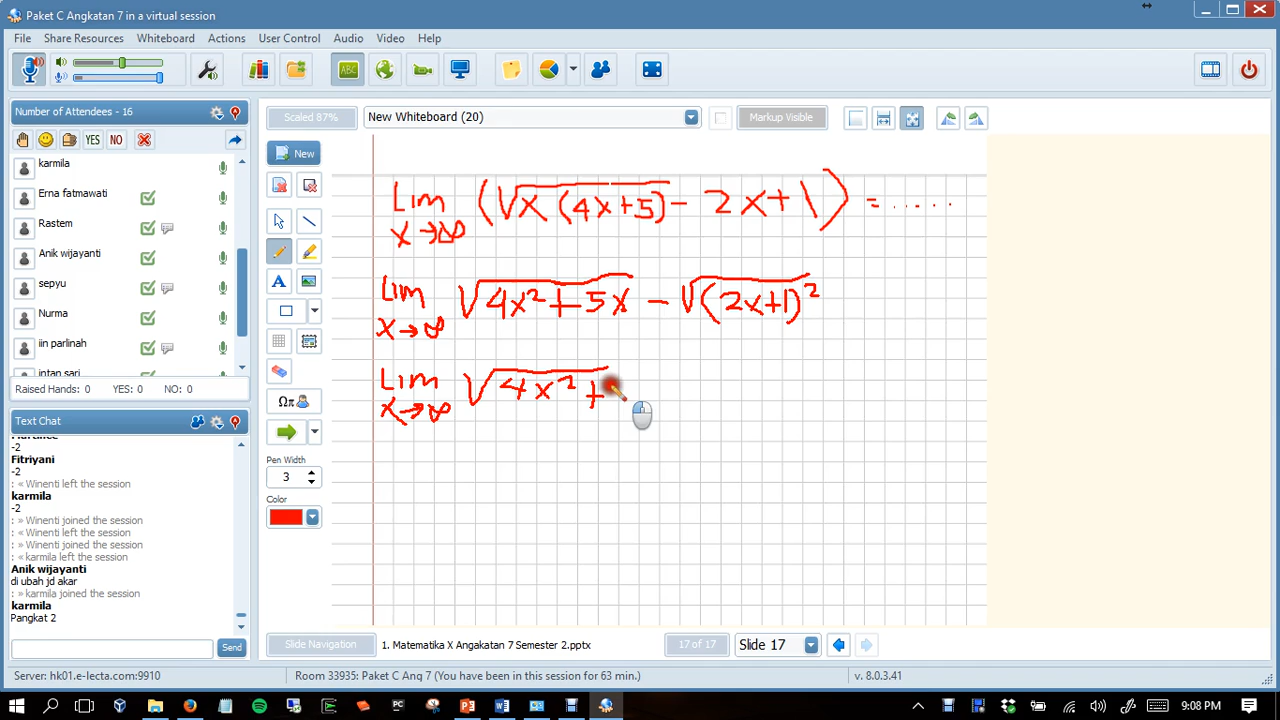 Paket C Angkatan 7 in a virtual session
File Share Resources Whiteboard Actions User Control Audio Video Help
ABC
Number of Attendees - 16
YES NO
karmila
Erna fatmawati
Rastem
Anik wijayanti
sepyu
Nurma
iin parlinah
intan sari
Raised Hands: 0 YES: 0 NO: 0
Text Chat
-2
Fitriyani
-2
: « Winenti left the session
karmila
-2
: » Winenti joined the session
: « Winenti left the session
: » Winenti joined the session
: « karmila left the session
Anik wijayanti
di ubah jd akar
: » karmila joined the session
karmila
Pangkat 2
Send
Scaled 87% New Whiteboard (20) Markup Visible
New
A
Ωπ
Pen Width
3
Color
Lim (√x (4x+5) - 2x+1) = ......
x→∞
Lim √4x²+5x - √(2x+1)²
x→∞
Lim √4x²+
x→∞
Slide Navigation 1. Matematika X Angakatan 7 Semester 2.pptx 17 of 17 Slide 17
Server: hk01.e-lecta.com:9910 Room 33935: Paket C Ang 7 (You have been in this session for 63 min.) v. 8.0.3.41
9:08 PM